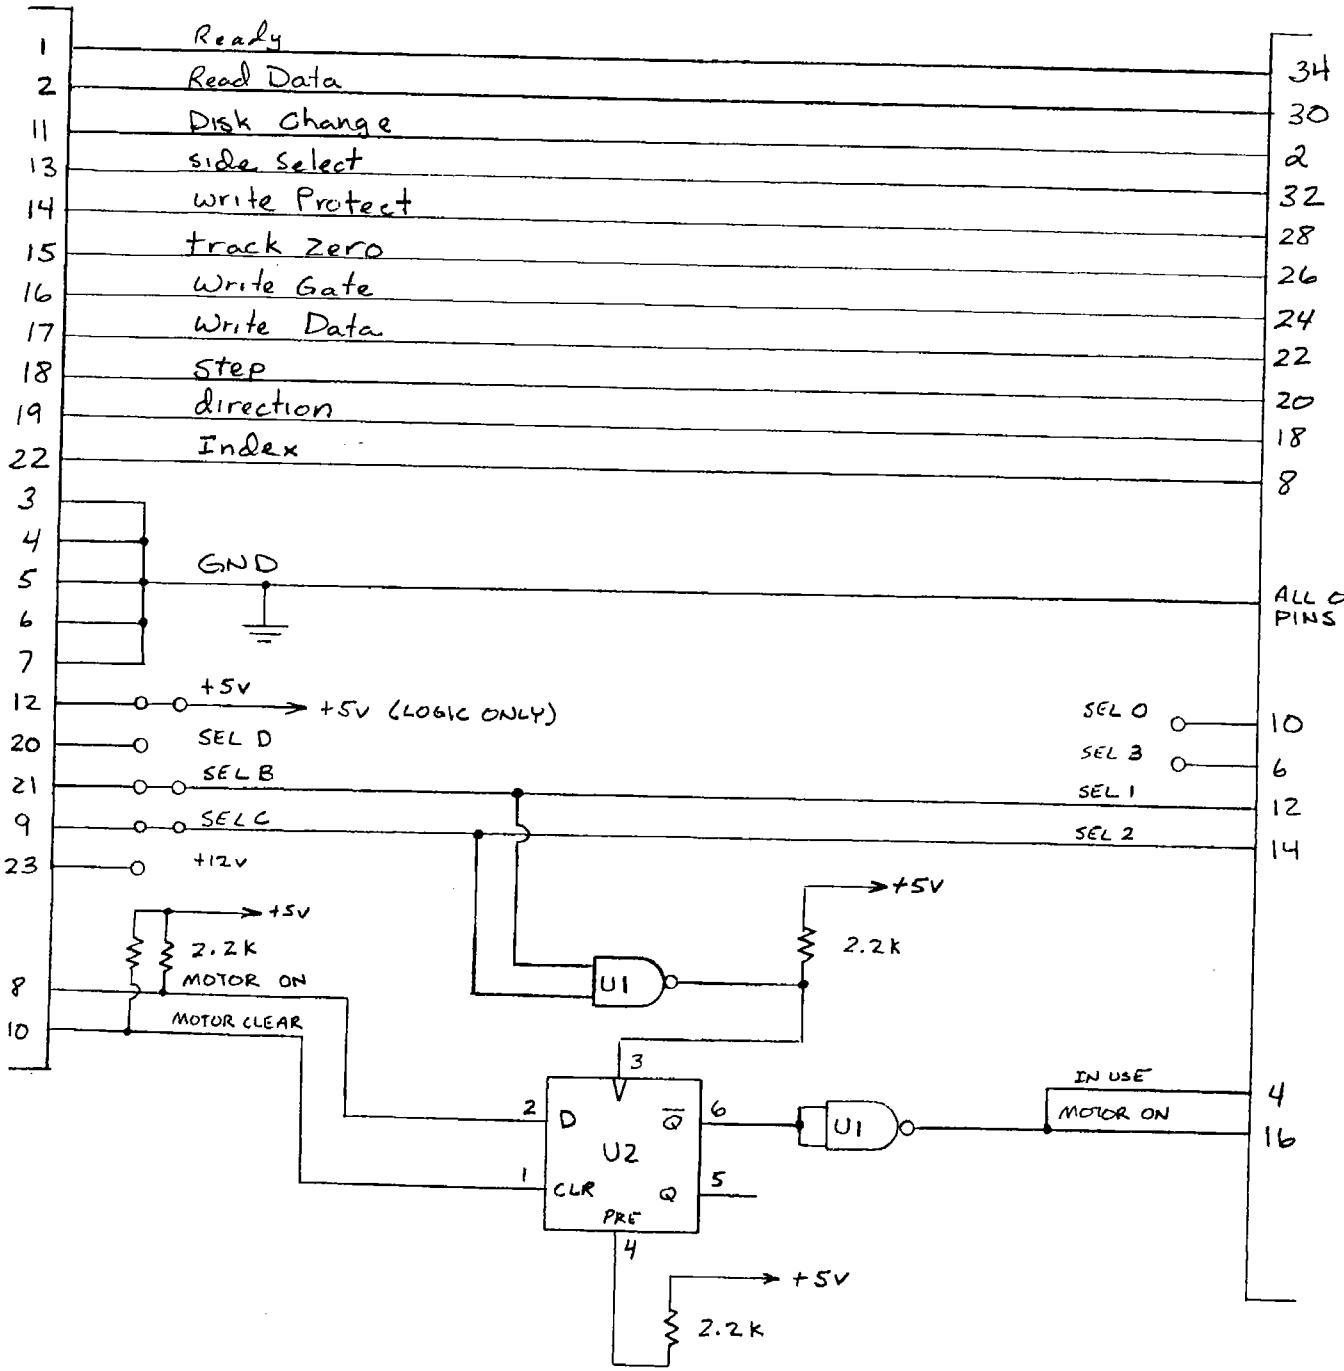 1 Ready 34
2 Read Data 30
11 Disk Change 2
13 side select 32
14 write Protect 28
15 track zero 26
16 Write Gate 24
17 Write Data 22
18 Step 20
19 direction 18
22 Index 8
3
4
5 GND ALL
6 PINS
7
12 +5v +5v (LOGIC ONLY) SEL 0 10
20 SEL D SEL 3 6
21 SEL B SEL 1 12
9 SEL C SEL 2 14
23 +12v
+5v
+5v
2.2K
2.2K
8 MOTOR ON
U1
10 MOTOR CLEAR
3
IN USE 4
2 D Q̅ 6
U1
MOTOR ON 16
U2
1 CLR Q 5
PRE
4
+5v
2.2K